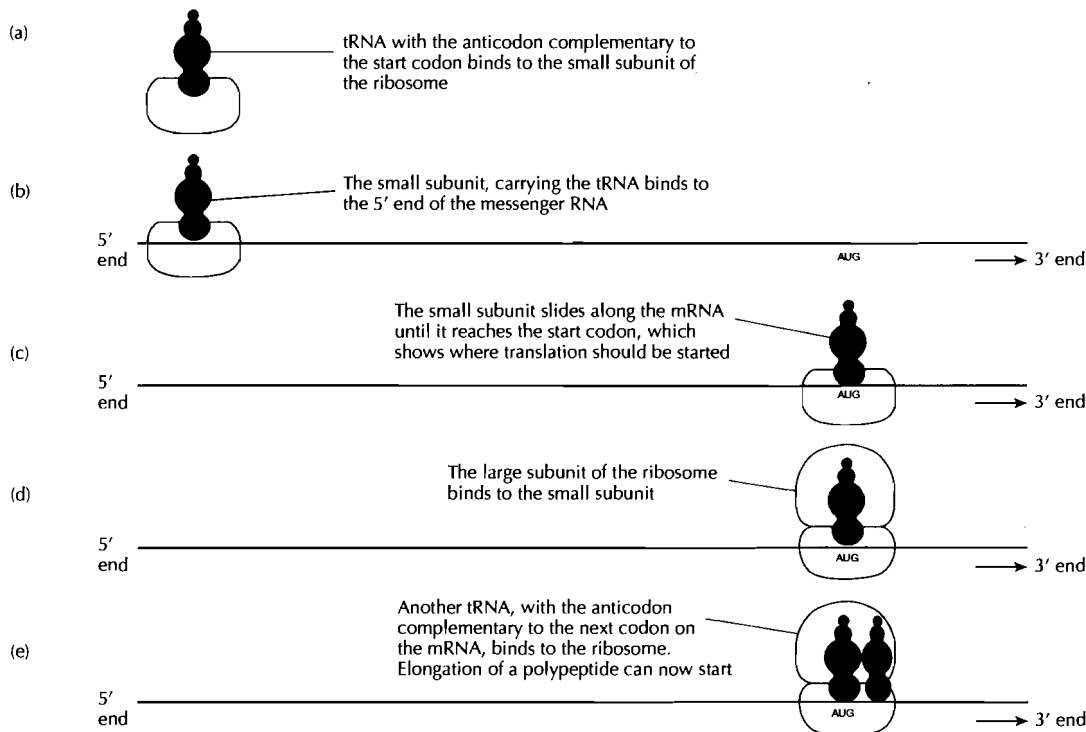 (a)
tRNA with the anticodon complementary to
the start codon binds to the small subunit of
the ribosome
(b)
The small subunit, carrying the tRNA binds to
the 5′ end of the messenger RNA
5′
end
AUG
3′ end
(c)
The small subunit slides along the mRNA
until it reaches the start codon, which
shows where translation should be started
5′
end
AUG
3′ end
(d)
The large subunit of the ribosome
binds to the small subunit
5′
end
AUG
3′ end
(e)
Another tRNA, with the anticodon
complementary to the next codon on
the mRNA, binds to the ribosome.
Elongation of a polypeptide can now start
5′
end
AUG
3′ end